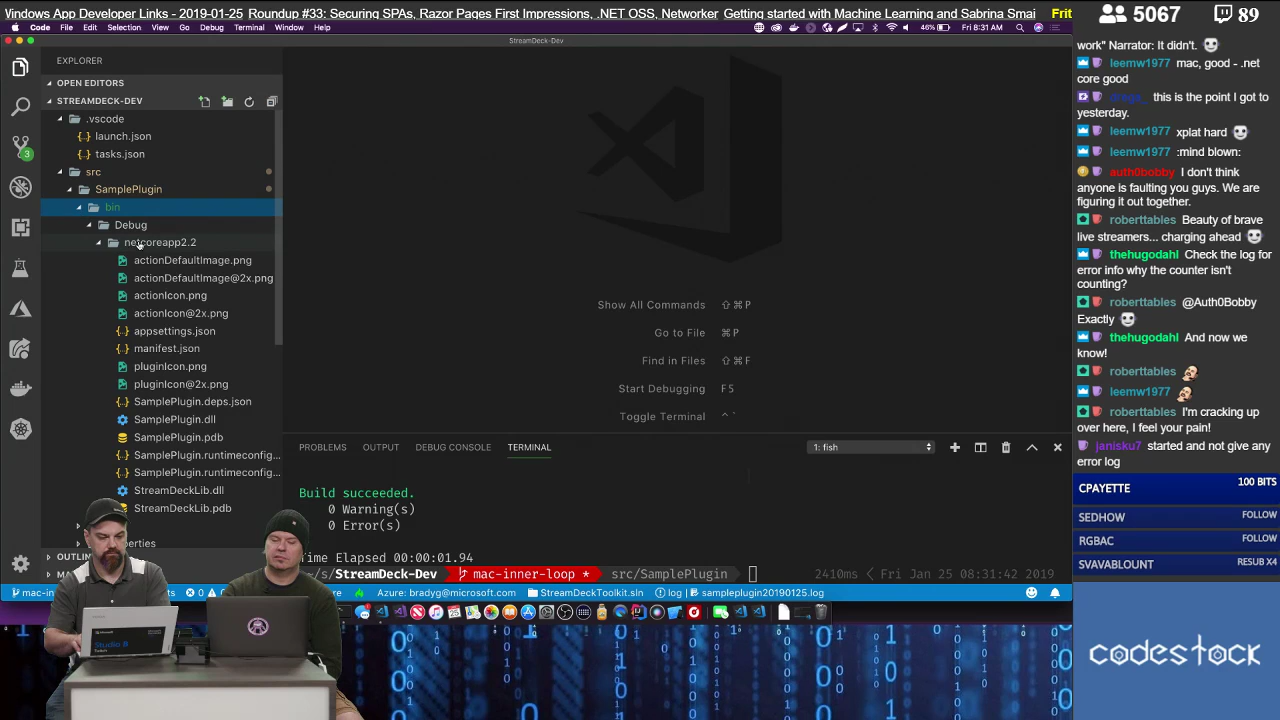 Windows App Developer Links - 2019-01-25 Roundup #33: Securing SPAs, Razor Pages First Impressions, .NET OSS, Networker Getting started with Machine Learning and Sabrina Smai Frit
5067 89
Code File Edit Selection View Go Debug Terminal Window Help 46% Fri 8:31 AM
StreamDeck-Dev
EXPLORER
OPEN EDITORS
STREAMDECK-DEV
.vscode
launch.json
tasks.json
src
SamplePlugin
bin
Debug
netcoreapp2.2
actionDefaultImage.png
actionDefaultImage@2x.png
actionIcon.png
actionIcon@2x.png
appsettings.json
manifest.json
pluginIcon.png
pluginIcon@2x.png
SamplePlugin.deps.json
SamplePlugin.dll
SamplePlugin.pdb
SamplePlugin.runtimeconfig...
SamplePlugin.runtimeconfig...
StreamDeckLib.dll
StreamDeckLib.pdb
3
Show All Commands ⇧⌘P
Go to File ⌘P
Find in Files ⇧⌘F
Start Debugging F5
Toggle Terminal ^`
PROBLEMS OUTPUT DEBUG CONSOLE TERMINAL 1: fish
Build succeeded.
0 Warning(s)
0 Error(s)
Time Elapsed 00:00:01.94
/s/StreamDeck-Dev mac-inner-loop * src/SamplePlugin 2410ms < Fri Jan 25 08:31:42 2019
Azure: bradyg@microsoft.com StreamDeckToolkit.sln log sampleplugin20190125.log
work" Narrator: It didn't.
leemw1977 mac, good - .net
core good
this is the point I got to
yesterday.
leemw1977 xplat hard
leemw1977 :mind blown:
auth0bobby I don't think
anyone is faulting you guys. We are
figuring it out together.
roberttables Beauty of brave
live streamers... charging ahead
thehugodahl Check the log for
error info why the counter isn't
counting?
roberttables @Auth0Bobby
Exactly
thehugodahl And now we
know!
roberttables
leemw1977
roberttables I'm cracking up
over here, I feel your pain!
janisku7 started and not give any
error log
CPAYETTE 100 BITS
SEDHOW FOLLOW
RGBAC FOLLOW
SVAVABLOUNT RESUB X4
codestock